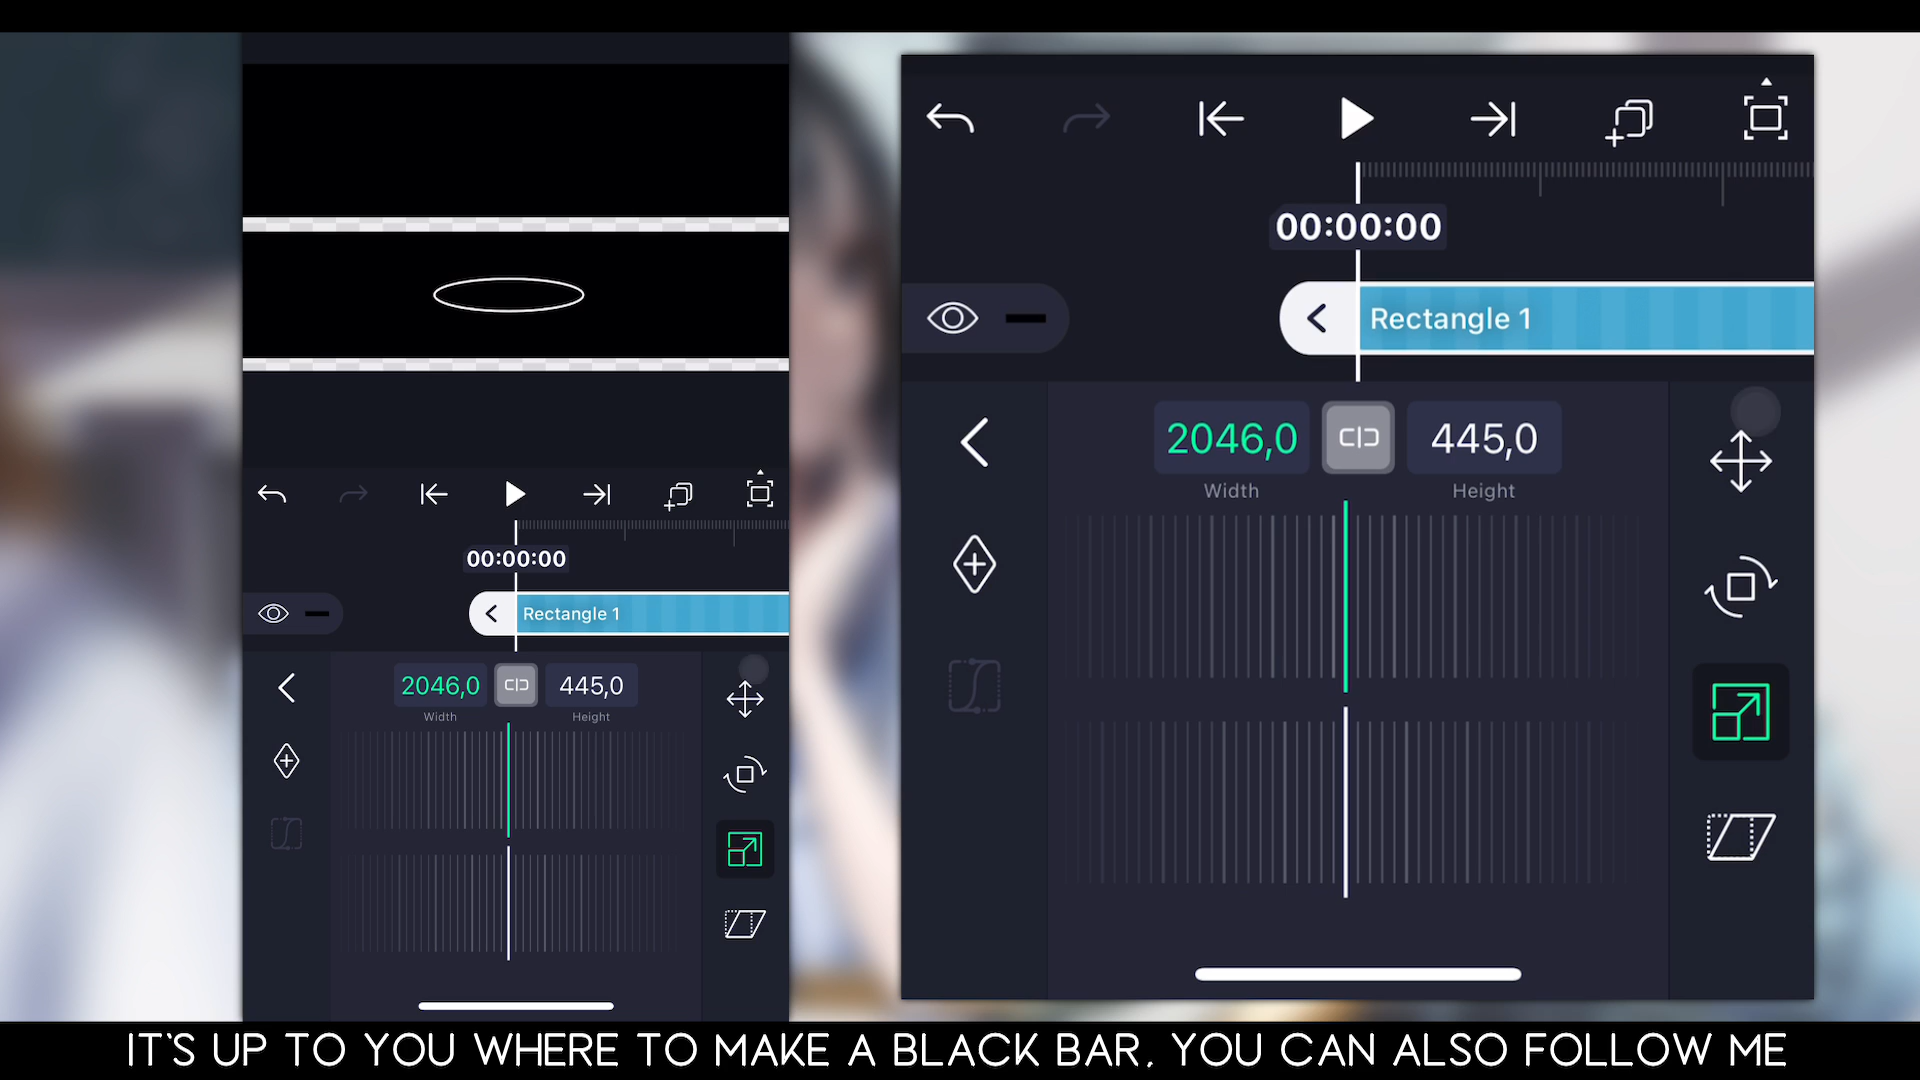 00:00:00
Rectangle 1
2046,0
445,0
Width
Height
00:00:00
Rectangle 1
2046,0
445,0
Width
Height
IT'S UP TO YOU WHERE TO MAKE A BLACK BAR, YOU CAN ALSO FOLLOW ME